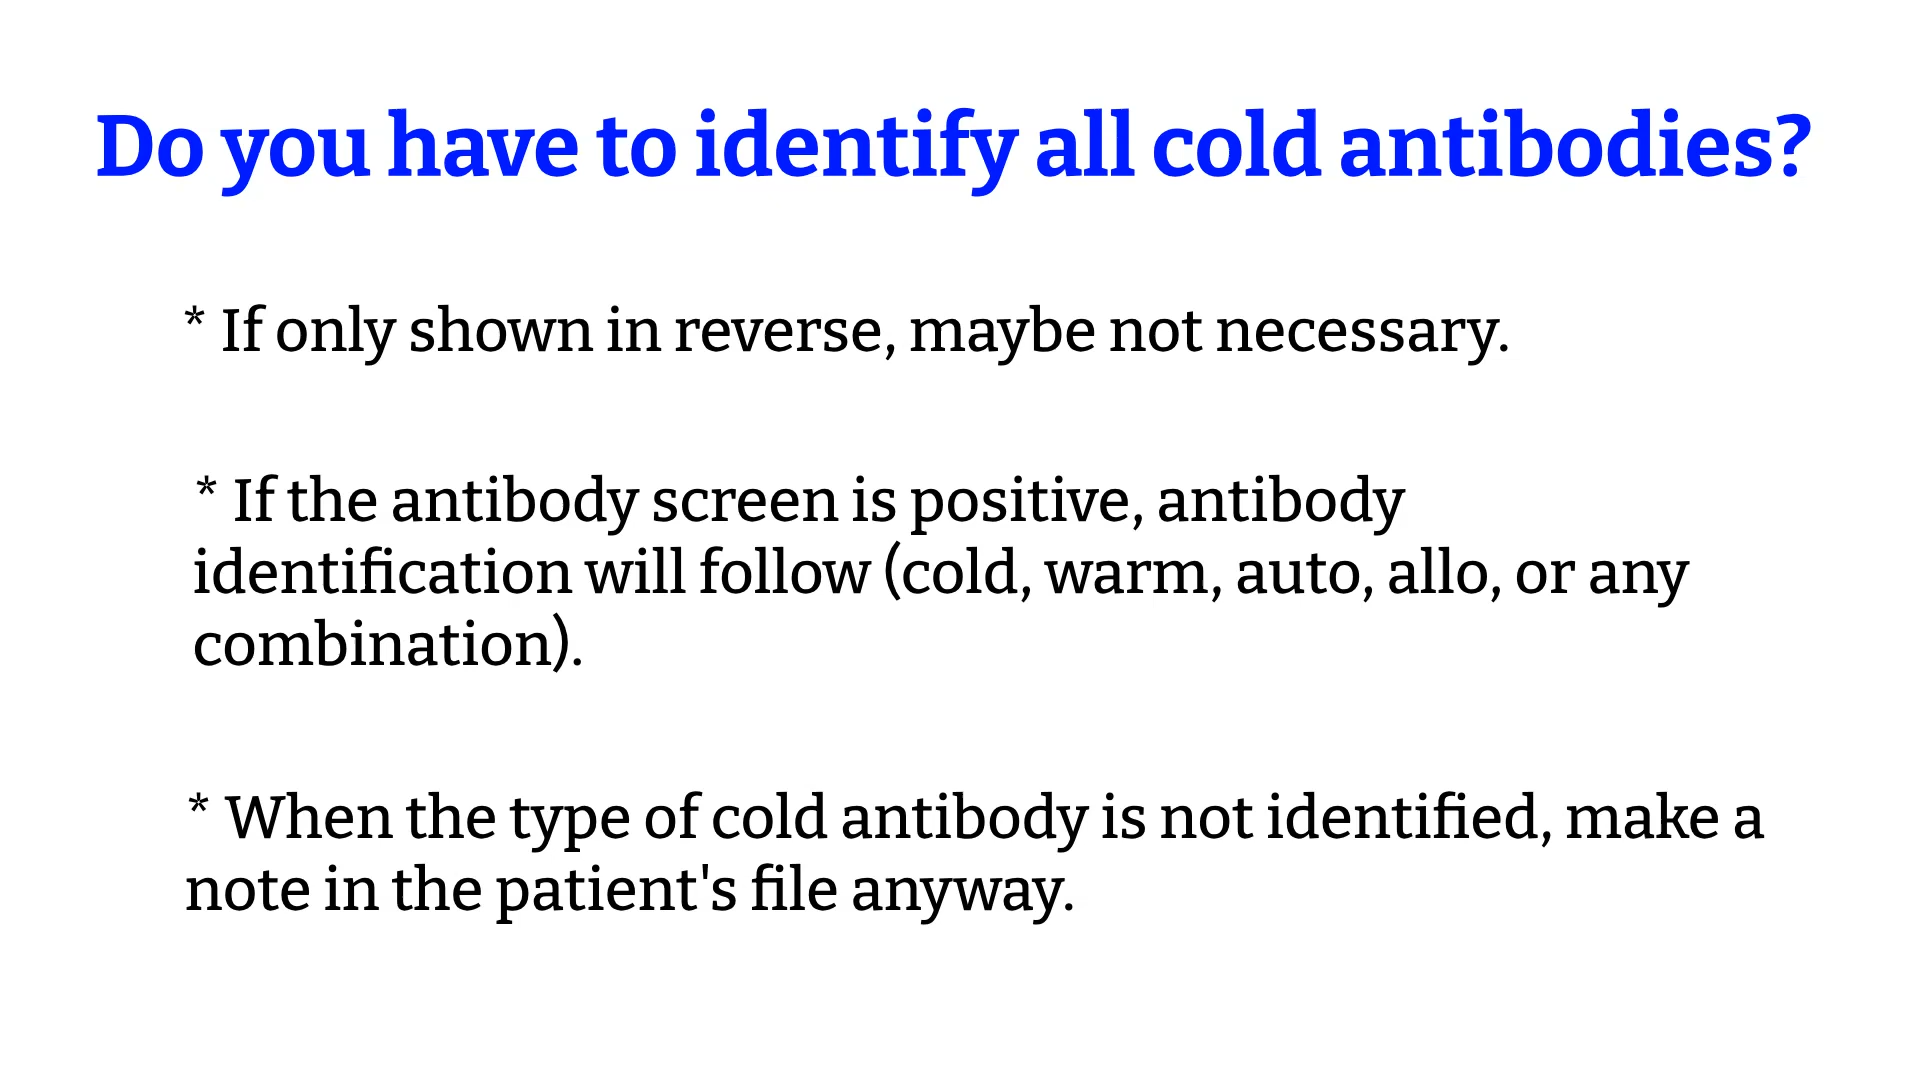 Do you have to identify all cold antibodies?
* If only shown in reverse, maybe not necessary.
* If the antibody screen is positive, antibody
identification will follow (cold, warm, auto, allo, or any
combination).
* When the type of cold antibody is not identified, make a
note in the patient's file anyway.